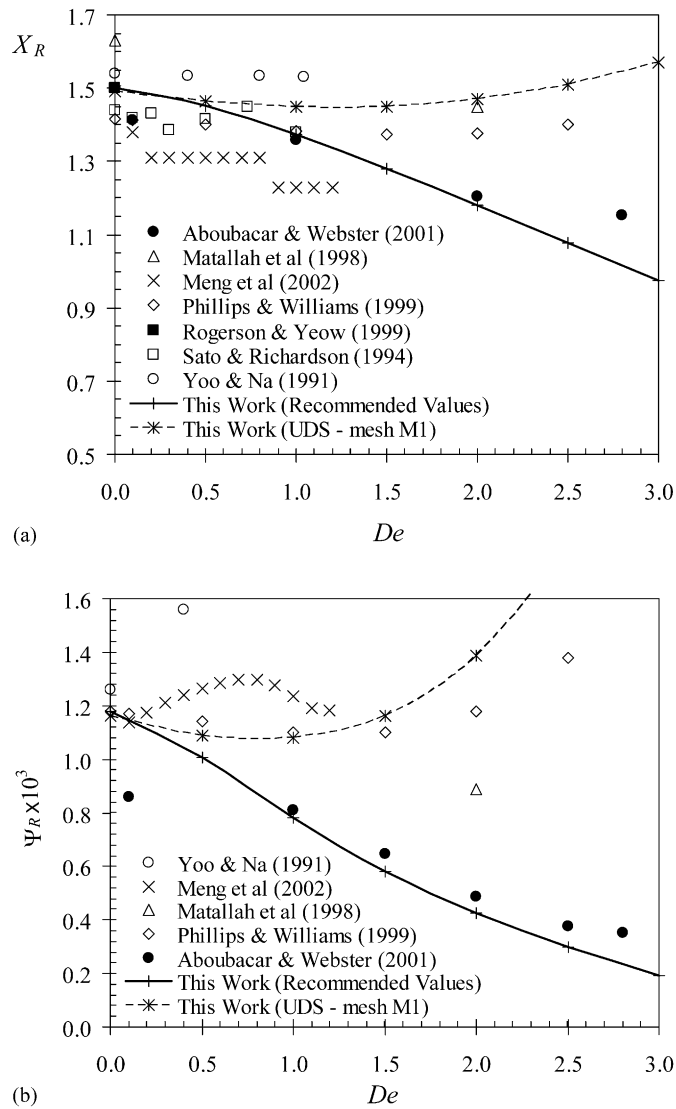 1.7
X_R
1.5
1.3
1.1
0.9
0.7
0.5
Aboubacar & Webster (2001)
Matallah et al (1998)
Meng et al (2002)
Phillips & Williams (1999)
Rogerson & Yeow (1999)
Sato & Richardson (1994)
Yoo & Na (1991)
This Work (Recommended Values)
This Work (UDS - mesh M1)
0.0 0.5 1.0 1.5 2.0 2.5 3.0
(a)
De
1.6
1.4
1.2
1.0
0.8
0.6
0.4
0.2
0.0
Ψ_R x10³
Yoo & Na (1991)
Meng et al (2002)
Matallah et al (1998)
Phillips & Williams (1999)
Aboubacar & Webster (2001)
This Work (Recommended Values)
This Work (UDS - mesh M1)
0.0 0.5 1.0 1.5 2.0 2.5 3.0
(b)
De